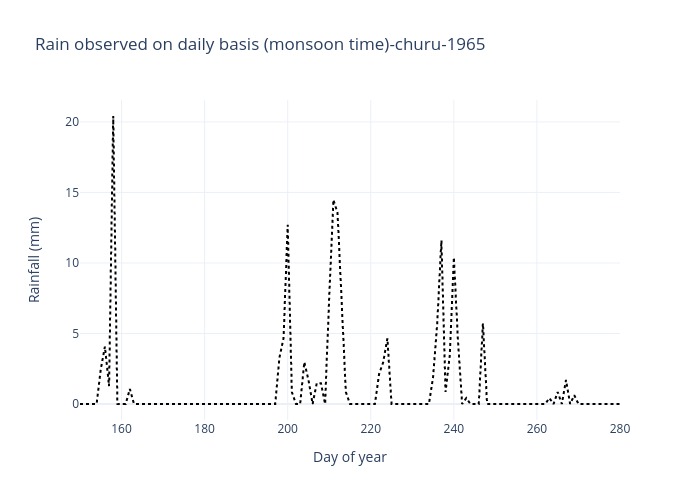 Rain observed on daily basis (monsoon time)-churu-1965
Rainfall (mm)
20
15
10
5
0
160 180 200 220 240 260 280
Day of year